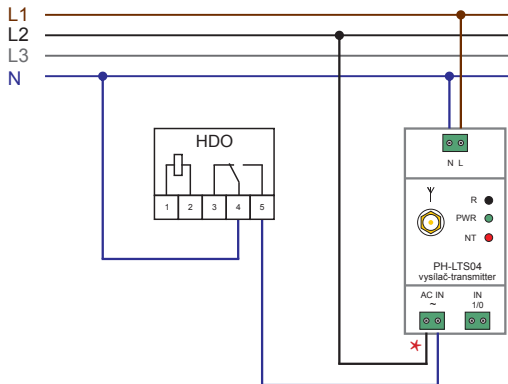 L1
L2
L3
N
HDO
1 2 3 4 5
N L
R
PWR
NT
PH-LTS04
vysílač-transmitter
AC IN
~
IN
1/0
*